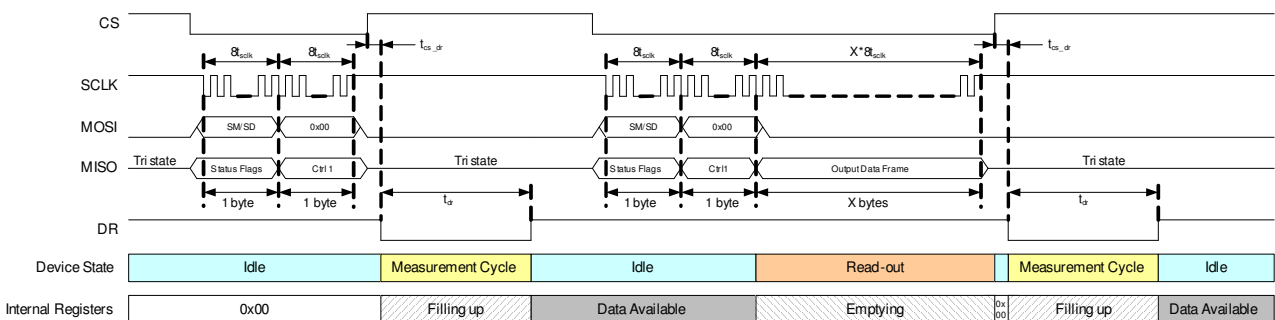 CS
t_cs_dr
t_cs_dr
8t_sclk 8t_sclk 8t_sclk 8t_sclk X*8t_sclk
SCLK
MOSI SM/SD 0x00 SM/SD 0x00
MISO Tri state Status Flags Ctrl 1 Tri state Status Flags Ctrl1 Output Data Frame Tri state
1 byte 1 byte t_dr 1 byte 1 byte X bytes t_dr
DR
Device State Idle Measurement Cycle Idle Read-out Measurement Cycle Idle
Internal Registers 0x00 Filling up Data Available Emptying 0x00 Filling up Data Available